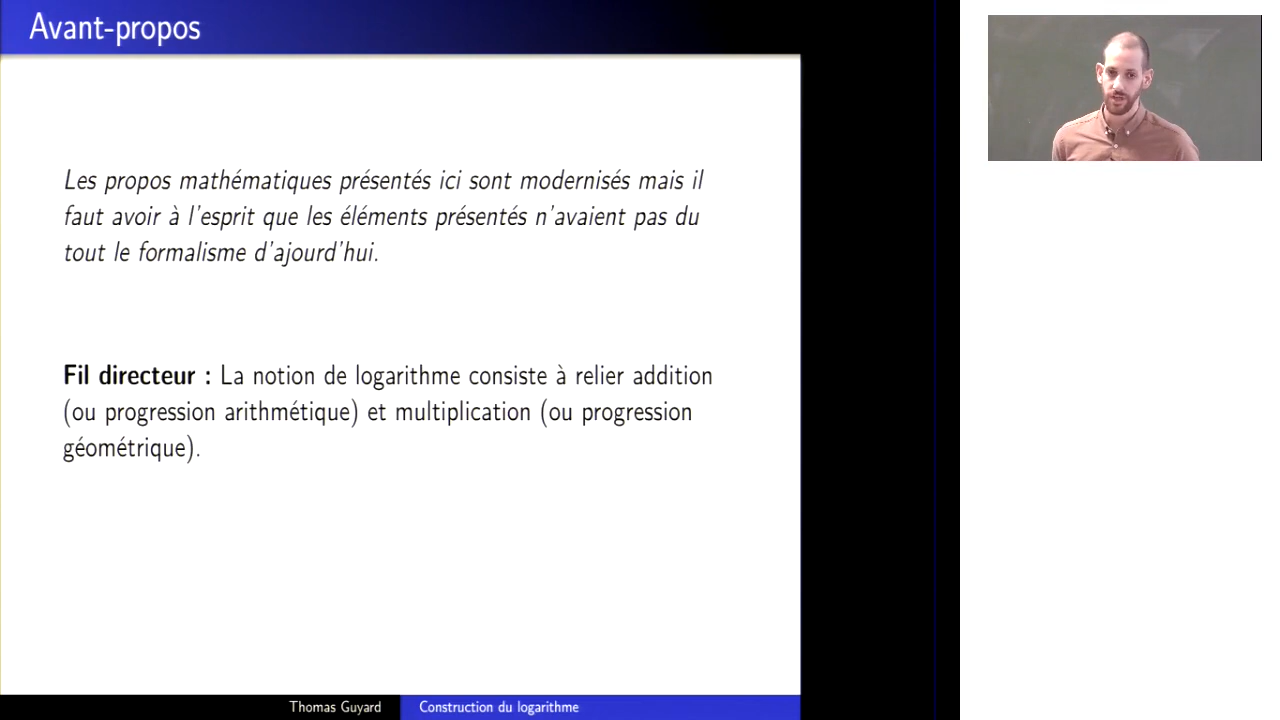 Avant-propos
Les propos mathématiques présentés ici sont modernisés mais il
faut avoir à l'esprit que les éléments présentés n'avaient pas du
tout le formalisme d'ajourd'hui.
Fil directeur : La notion de logarithme consiste à relier addition
(ou progression arithmétique) et multiplication (ou progression
géométrique).
Thomas Guyard Construction du logarithme